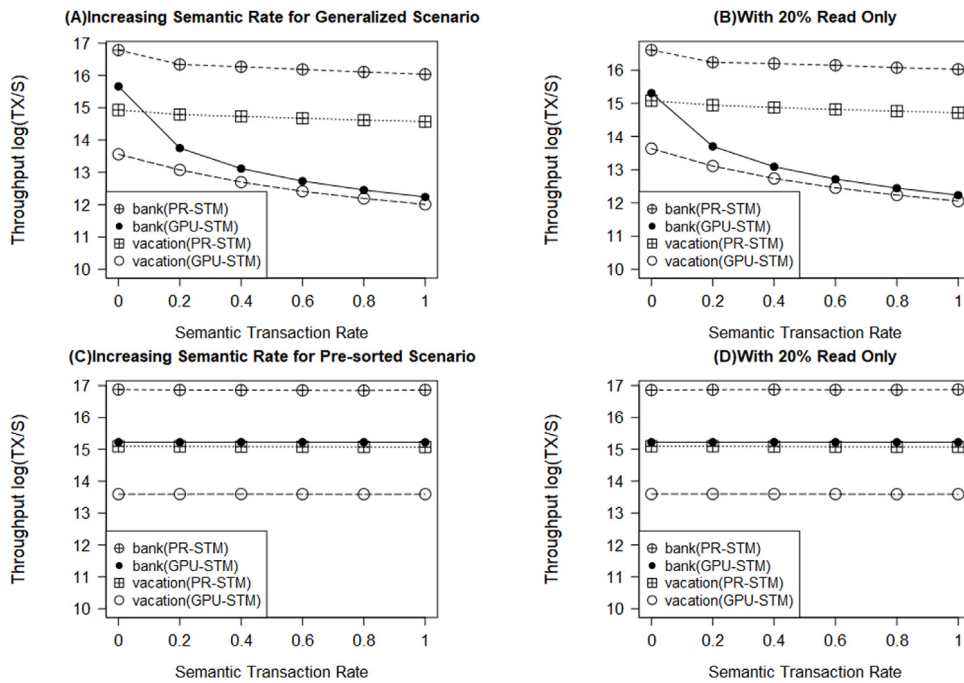 (A)Increasing Semantic Rate for Generalized Scenario
Throughput log(TX/S)
17
16
15
14
13
12
11
10
bank(PR-STM)
bank(GPU-STM)
vacation(PR-STM)
vacation(GPU-STM)
0 0.2 0.4 0.6 0.8 1
Semantic Transaction Rate
(B)With 20% Read Only
Throughput log(TX/S)
16
15
14
13
12
11
10
bank(PR-STM)
bank(GPU-STM)
vacation(PR-STM)
vacation(GPU-STM)
0 0.2 0.4 0.6 0.8 1
Semantic Transaction Rate
(C)Increasing Semantic Rate for Pre-sorted Scenario
Throughput log(TX/S)
17
16
15
14
13
12
11
10
bank(PR-STM)
bank(GPU-STM)
vacation(PR-STM)
vacation(GPU-STM)
0 0.2 0.4 0.6 0.8 1
Semantic Transaction Rate
(D)With 20% Read Only
Throughput log(TX/S)
17
16
15
14
13
12
11
10
bank(PR-STM)
bank(GPU-STM)
vacation(PR-STM)
vacation(GPU-STM)
0 0.2 0.4 0.6 0.8 1
Semantic Transaction Rate